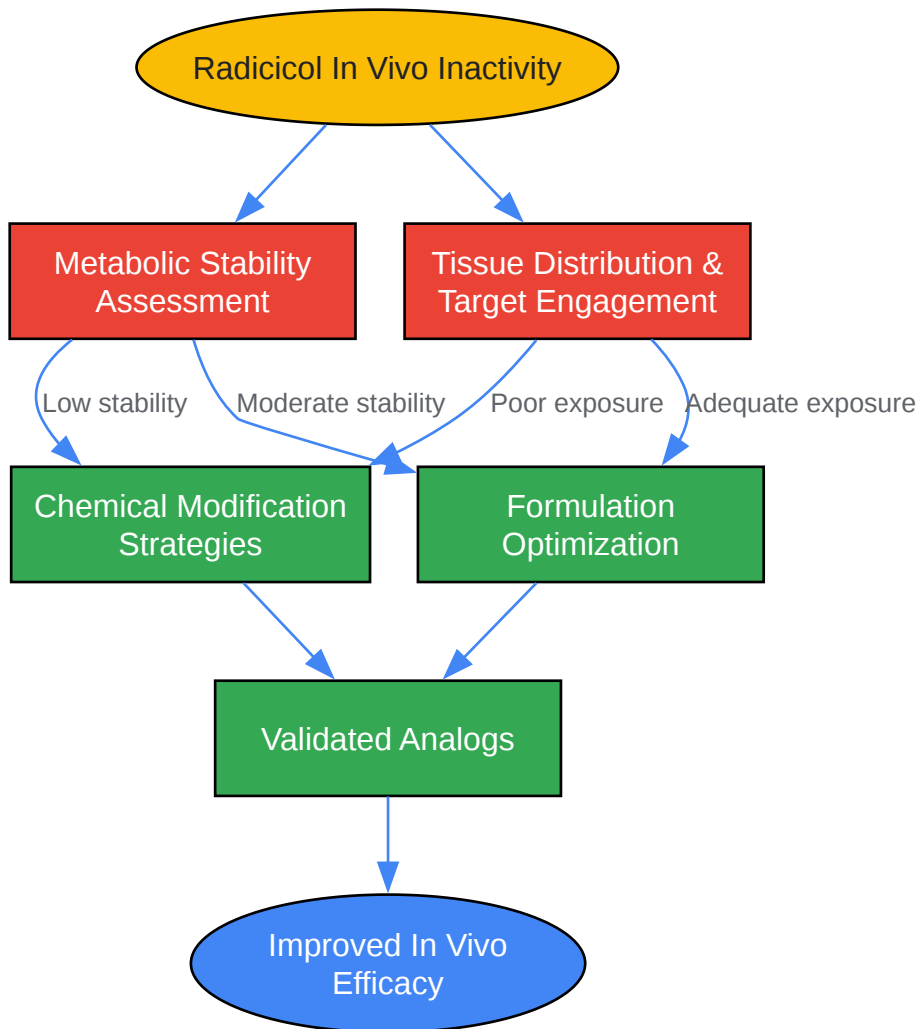 Radicicol In Vivo Inactivity
Metabolic Stability
Assessment
Tissue Distribution &
Target Engagement
Low stability
Moderate stability
Poor exposure
Adequate exposure
Chemical Modification
Strategies
Formulation
Optimization
Validated Analogs
Improved In Vivo
Efficacy